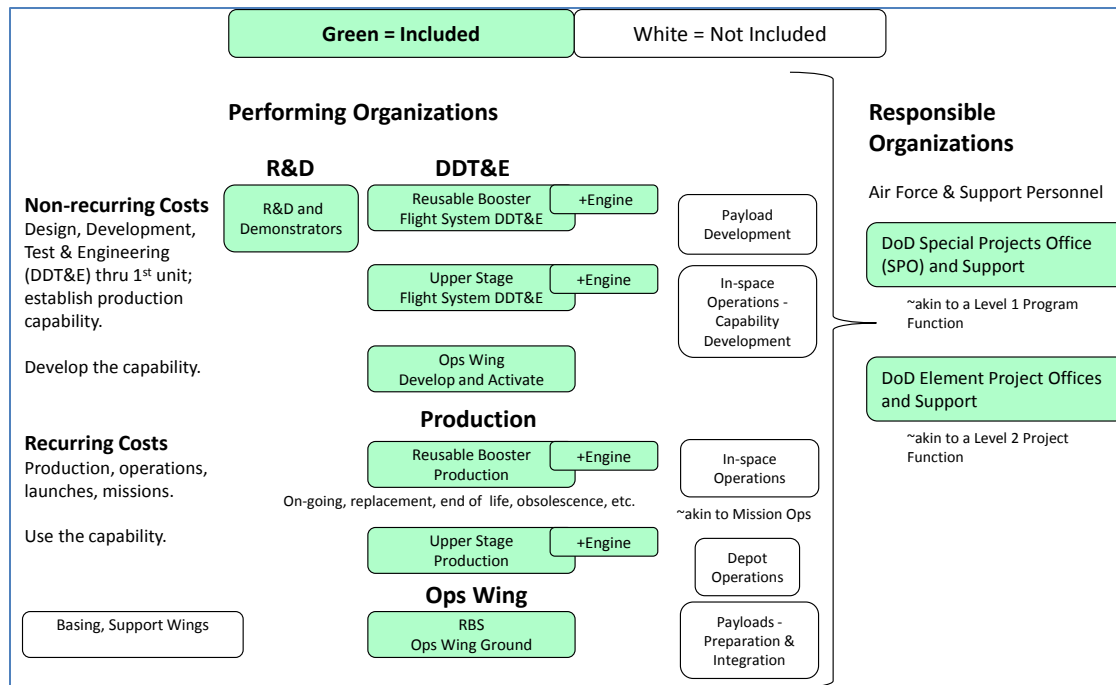 Green = Included
White = Not Included
Performing Organizations
Responsible
Organizations
R&D
DDT&E
Air Force & Support Personnel
Non-recurring Costs
Design, Development,
Test & Engineering
(DDT&E) thru 1st unit;
establish production
capability.
Develop the capability.
R&D and
Demonstrators
Reusable Booster
Flight System DDT&E
+Engine
Payload
Development
Upper Stage
Flight System DDT&E
+Engine
In-space
Operations -
Capability
Development
Ops Wing
Develop and Activate
DoD Special Projects Office
(SPO) and Support
~akin to a Level 1 Program
Function
DoD Element Project Offices
and Support
~akin to a Level 2 Project
Function
Production
Recurring Costs
Production, operations,
launches, missions.
Use the capability.
Reusable Booster
Production
+Engine
In-space
Operations
On-going, replacement, end of life, obsolescence, etc.
~akin to Mission Ops
Upper Stage
Production
+Engine
Depot
Operations
Ops Wing
Basing, Support Wings
RBS
Ops Wing Ground
Payloads -
Preparation &
Integration